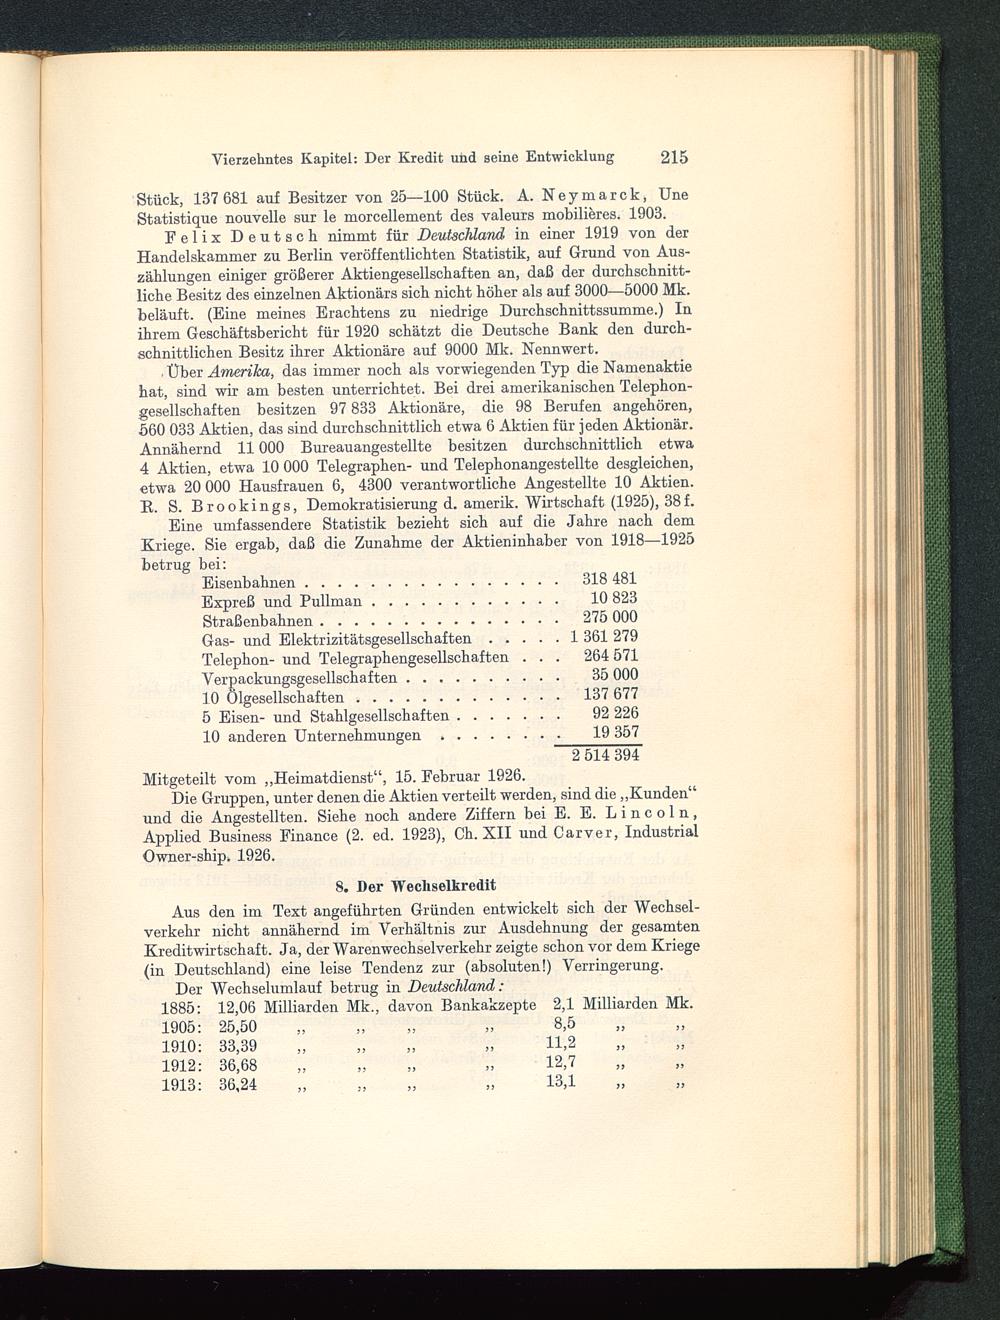 Vierzehntes Kapitel: Der Kredit und seine Entwicklung 215
Stück, 137 681 auf Besitzer von 25—100 Stück. A. Neymarck, Une
Statistique nouvelle sur le morcellement des valeurs mobilières. 1903.
Felix Deutsch nimmt für Deutschland in einer 1919 von der
Handelskammer zu Berlin veröffentlichten Statistik, auf Grund von Aus-
zählungen einiger größerer Aktiengesellschaften an, daß der durchschnitt-
liche Besitz des einzelnen Aktionärs sich nicht höher als auf 3000—5000 Mk.
beläuft. (Eine meines Erachtens zu niedrige Durchschnittssumme.) In
ihrem Geschäftsbericht für 1920 schätzt die Deutsche Bank den durch-
schnittlichen Besitz ihrer Aktionäre auf 9000 Mk. Nennwert.
Über Amerika, das immer noch als vorwiegenden Typ die Namenaktie
hat, sind wir am besten unterrichtet. Bei drei amerikanischen Telephon-
gesellschaften besitzen 97 833 Aktionäre, die 98 Berufen angehören,
560 033 Aktien, das sind durchschnittlich etwa 6 Aktien für jeden Aktionär.
Annähernd 11 000 Bureauangestellte besitzen durchschnittlich etwa
4 Aktien, etwa 10 000 Telegraphen- und Telephonangestellte desgleichen,
etwa 20 000 Hausfrauen 6, 4300 verantwortliche Angestellte 10 Aktien.
R. S. Brookings, Demokratisierung d. amerik. Wirtschaft (1925), 38 f.
Eine umfassendere Statistik bezieht sich auf die Jahre nach dem
Kriege. Sie ergab, daß die Zunahme der Aktieninhaber von 1918—1925
betrug bei:
Eisenbahnen . . . . . . . . . . . . . . . . . 318 481
Expreß und Pullman . . . . . . . . . . . . 10 823
Straßenbahnen . . . . . . . . . . . . . . . . 275 000
Gas- und Elektrizitätsgesellschaften . . . . . 1 361 279
Telephon- und Telegraphengesellschaften . . . 264 571
Verpackungsgesellschaften . . . . . . . . . . 35 000
10 Ölgesellschaften . . . . . . . . . . . . . . 137 677
5 Eisen- und Stahlgesellschaften . . . . . . . 92 226
10 anderen Unternehmungen . . . . . . . . 19 357
2 514 394
Mitgeteilt vom „Heimatdienst“, 15. Februar 1926.
Die Gruppen, unter denen die Aktien verteilt werden, sind die „Kunden“
und die Angestellten. Siehe noch andere Ziffern bei E. E. Lincoln,
Applied Business Finance (2. ed. 1923), Ch. XII und Carver, Industrial
Owner-ship. 1926.
8. Der Wechselkredit
Aus den im Text angeführten Gründen entwickelt sich der Wechsel-
verkehr nicht annähernd im Verhältnis zur Ausdehnung der gesamten
Kreditwirtschaft. Ja, der Warenwechselverkehr zeigte schon vor dem Kriege
(in Deutschland) eine leise Tendenz zur (absoluten!) Verringerung.
Der Wechselumlauf betrug in Deutschland:
1885: 12,06 Milliarden Mk., davon Bankakzepte 2,1 Milliarden Mk.
1905: 25,50 „ „ „ „ 8,5 „ „
1910: 33,39 „ „ „ „ 11,2 „ „
1912: 36,68 „ „ „ „ 12,7 „ „
1913: 36,24 „ „ „ „ 13,1 „ „